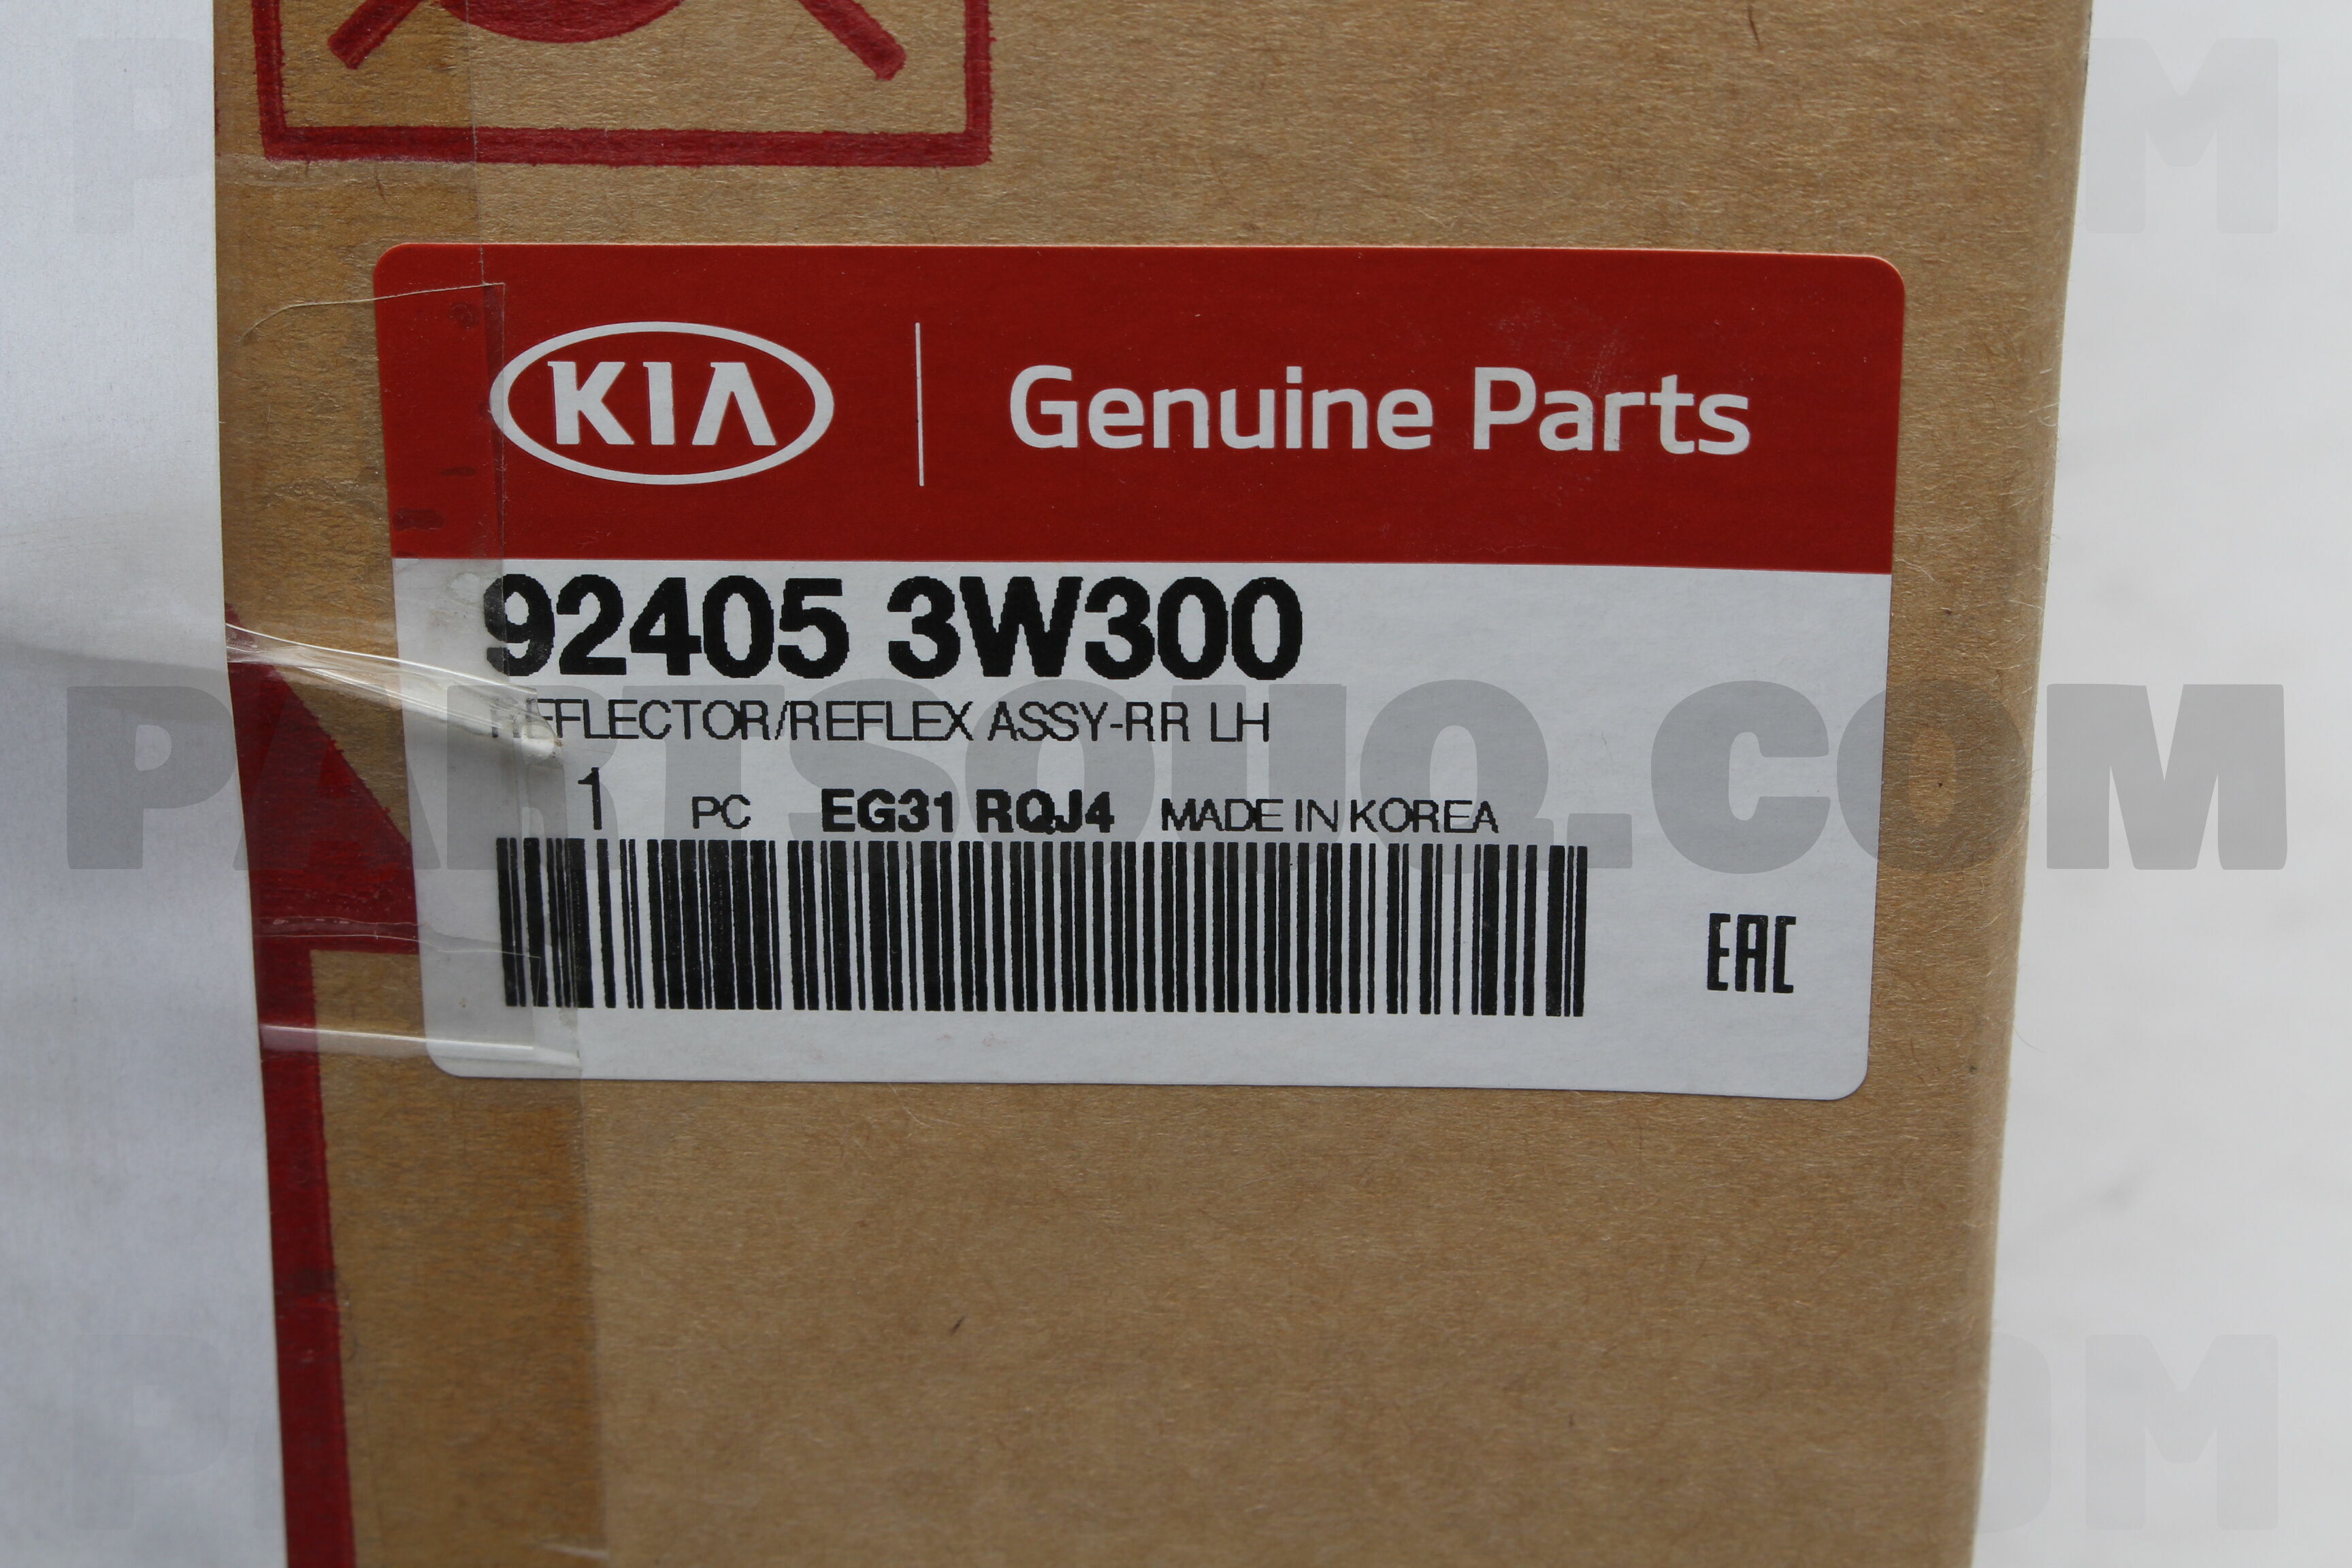 KIA Genuine Parts
92405 3W300
REFLECTOR/REFLEX ASSY-RR LH
1 PC EG31 RQJ4 MADE IN KOREA
EAC
PARTSOUQ.COM